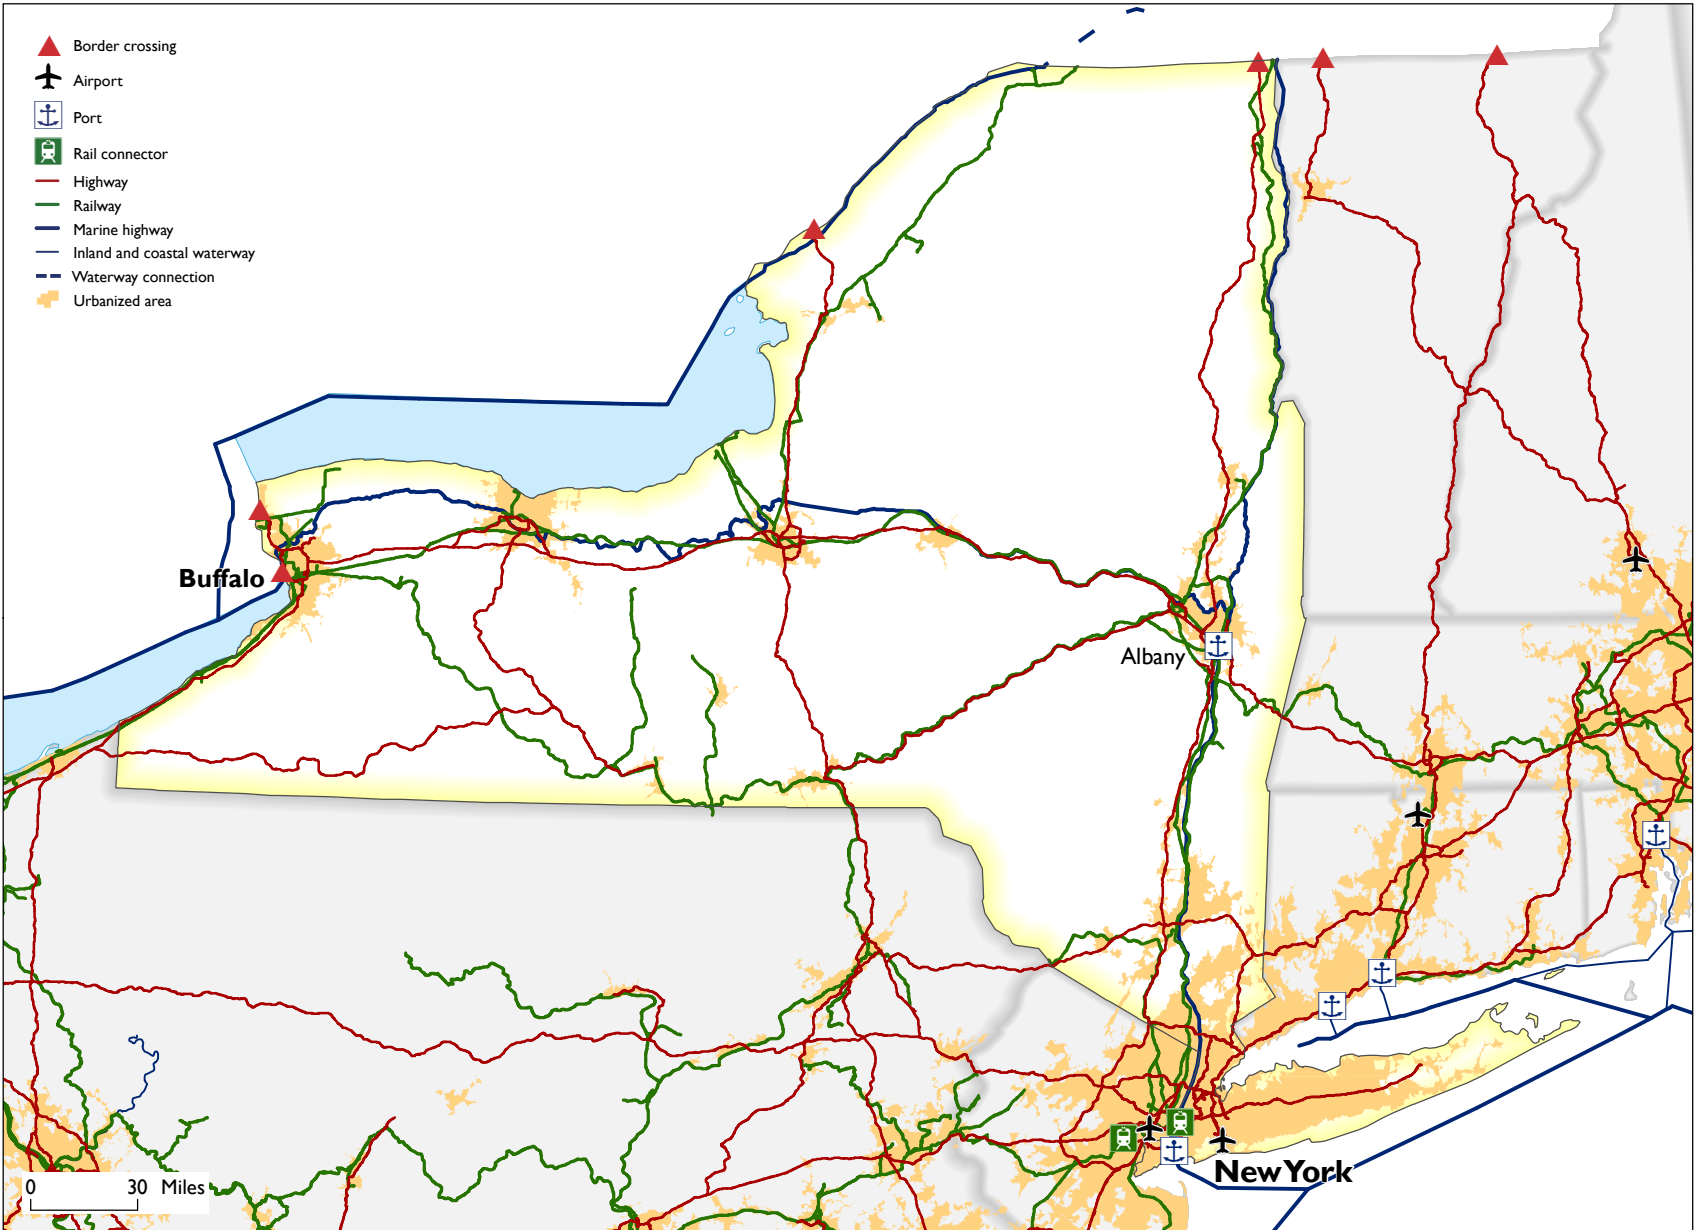 Border crossing
Airport
Port
Rail connector
Highway
Railway
Marine highway
Inland and coastal waterway
Waterway connection
Urbanized area
Buffalo
Albany
New York
0 30 Miles